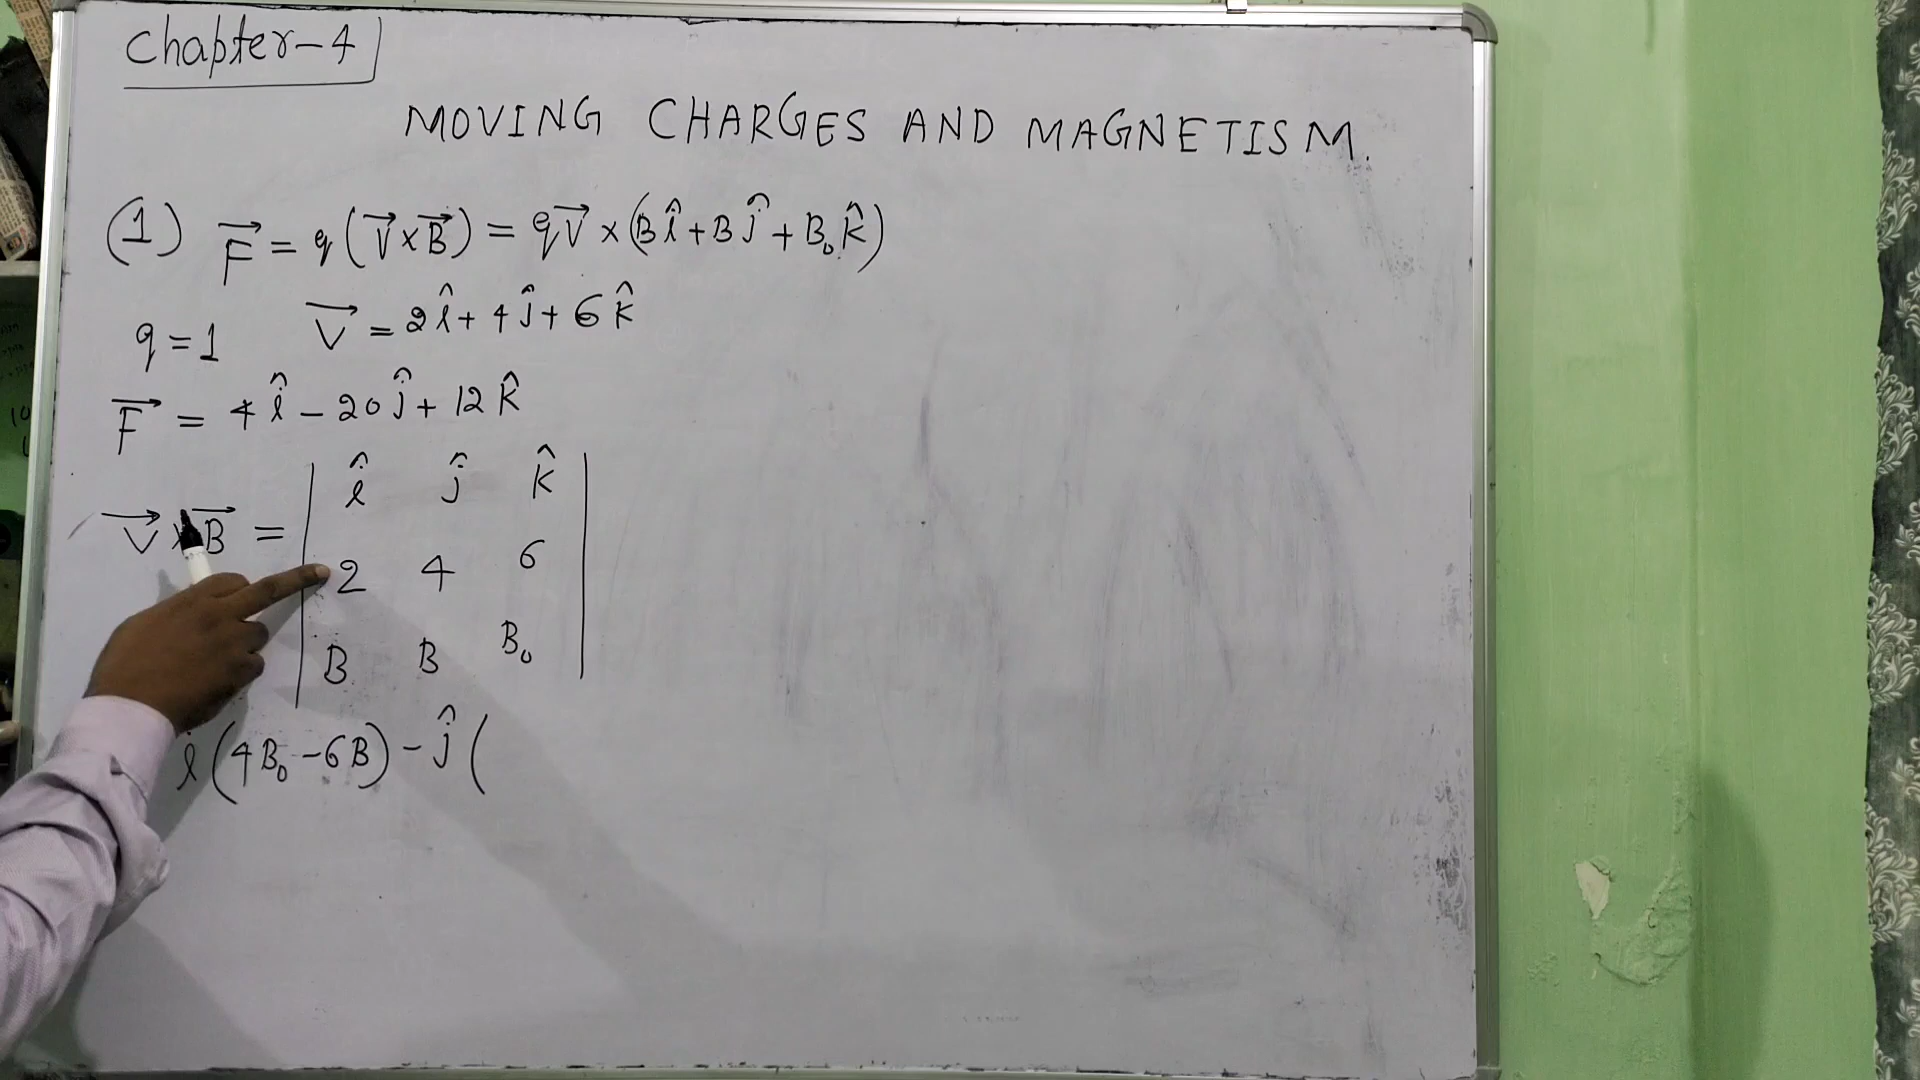 Chapter-4
MOVING CHARGES AND MAGNETISM.
(1) F⃗ = q(V⃗×B⃗) = qV⃗ × (Bî+Bĵ+B₀k̂)
q=1 V⃗ = 2î+4ĵ+6k̂
F⃗ = 4î-20ĵ+12k̂
î ĵ k̂
V⃗×B⃗ =
2 4 6
B B B₀
î(4B₀-6B)-ĵ(